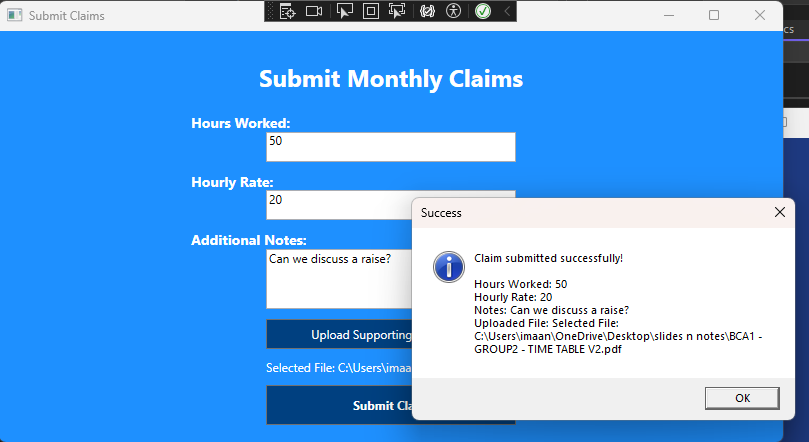 Submit Claims
cs
Submit Monthly Claims
Hours Worked:
50
Hourly Rate:
20
Additional Notes:
Can we discuss a raise?
Upload Supporting
Selected File: C:\Users\imaan
Submit Cla
Success
Claim submitted successfully!
Hours Worked: 50
Hourly Rate: 20
Notes: Can we discuss a raise?
Uploaded File: Selected File:
C:\Users\imaan\OneDrive\Desktop\slides n notes\BCA1 -
GROUP2 - TIME TABLE V2.pdf
OK